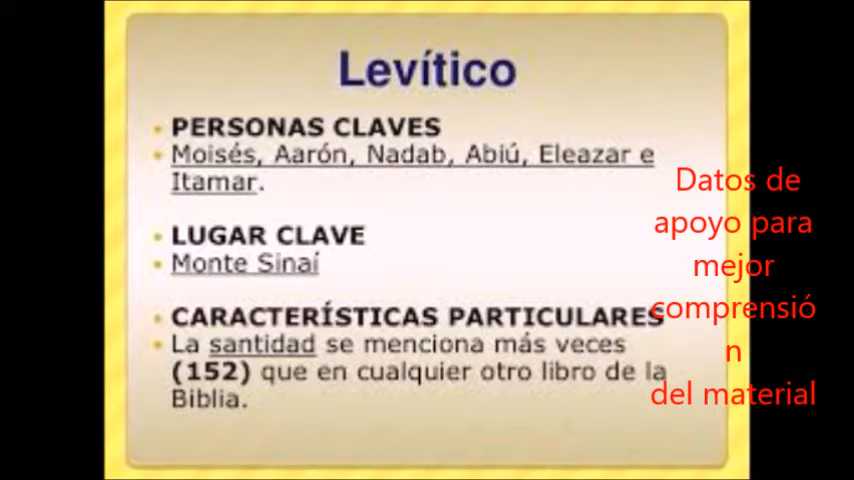 Levítico
PERSONAS CLAVES
Moisés, Aarón, Nadab, Abiú, Eleazar e
Itamar.
LUGAR CLAVE
Monte Sinaí
CARACTERÍSTICAS PARTICULARES
La santidad se menciona más veces
(152) que en cualquier otro libro de la
Biblia.
Datos de
apoyo para
mejor
comprensió
n
del material